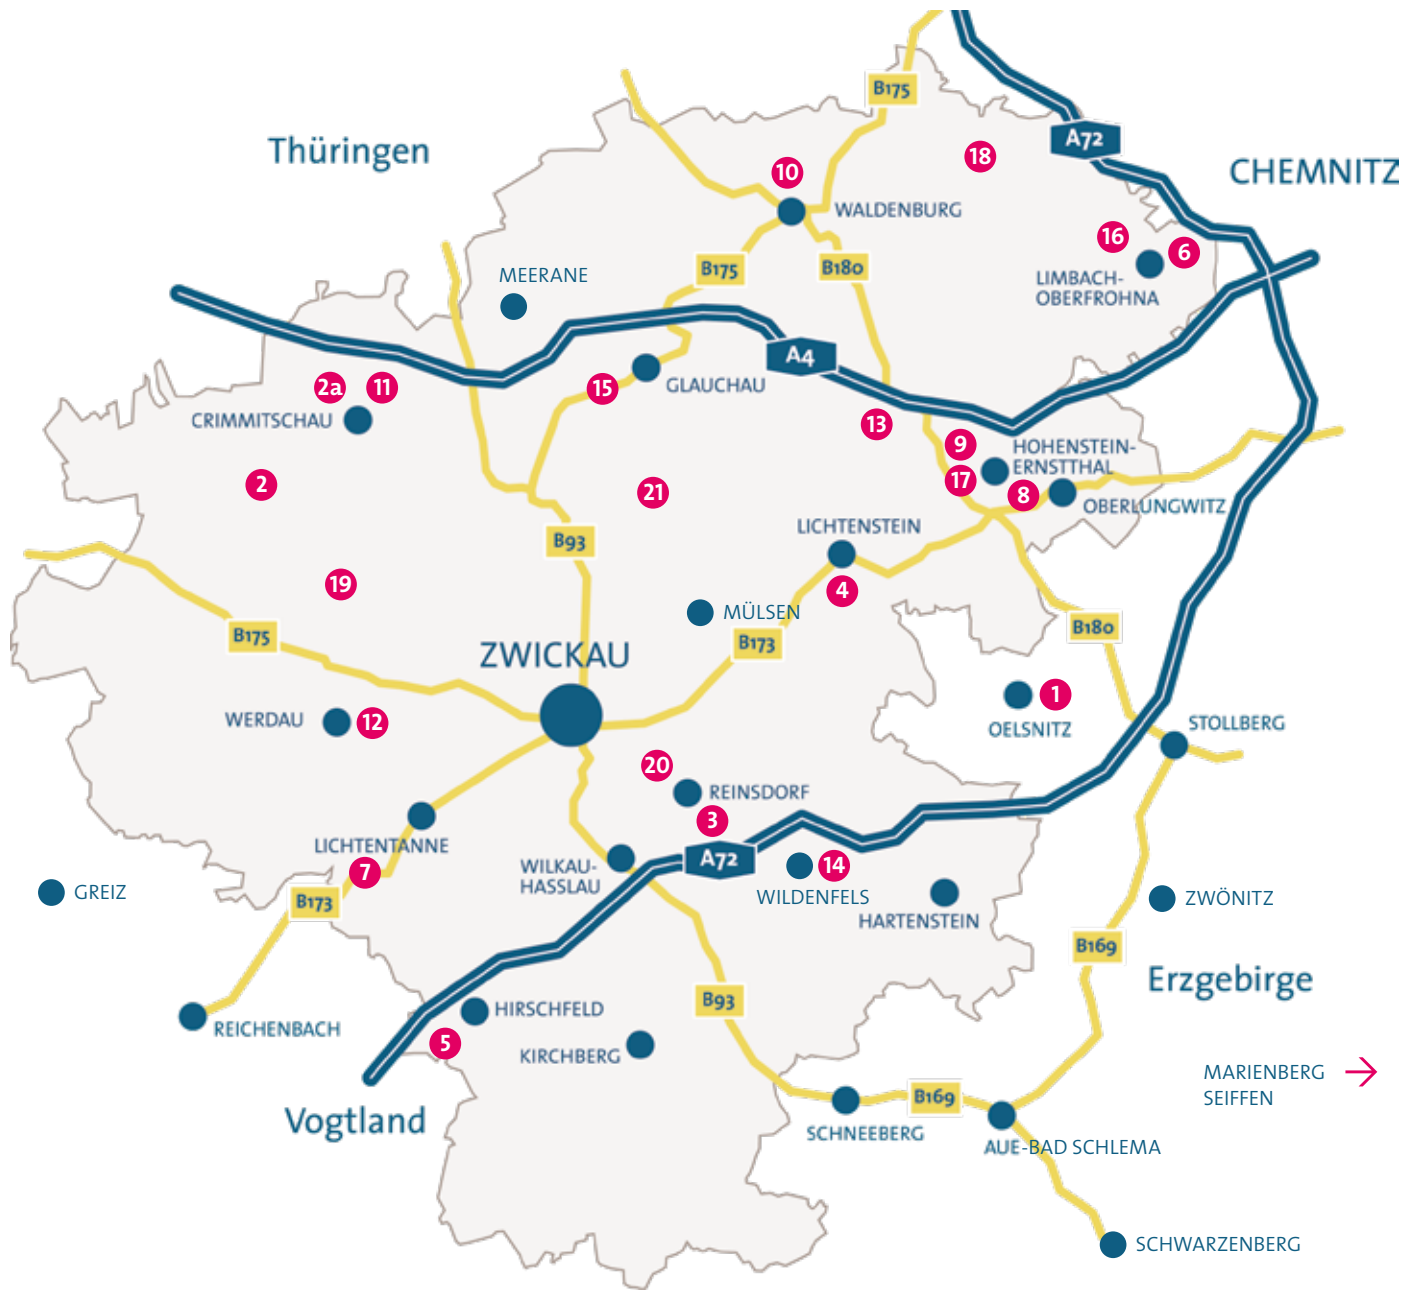 B175
A72
Thüringen
18
CHEMNITZ
10
WALDENBURG
16
6
B175
B180
MEERANE
LIMBACH-
OBERFROHNA
A4
2a
11
15
GLAUCHAU
CRIMMITSCHAU
13
9
HOHENSTEIN-
ERNSTTHAL
17
8
OBERLUNGWITZ
2
21
LICHTENSTEIN
B93
19
4
MÜLSEN
B175
B173
B180
ZWICKAU
1
OELSNITZ
STOLLBERG
WERDAU
12
20
REINSDORF
3
LICHTENTANNE
A72
7
WILKAU-
HASSLAU
14
WILDENFELS
GREIZ
B173
HARTENSTEIN
ZWÖNITZ
B169
Erzgebirge
B93
HIRSCHFELD
REICHENBACH
5
KIRCHBERG
MARIENBERG
SEIFFEN
B169
Vogtland
SCHNEEBERG
AUE-BAD SCHLEMA
SCHWARZENBERG